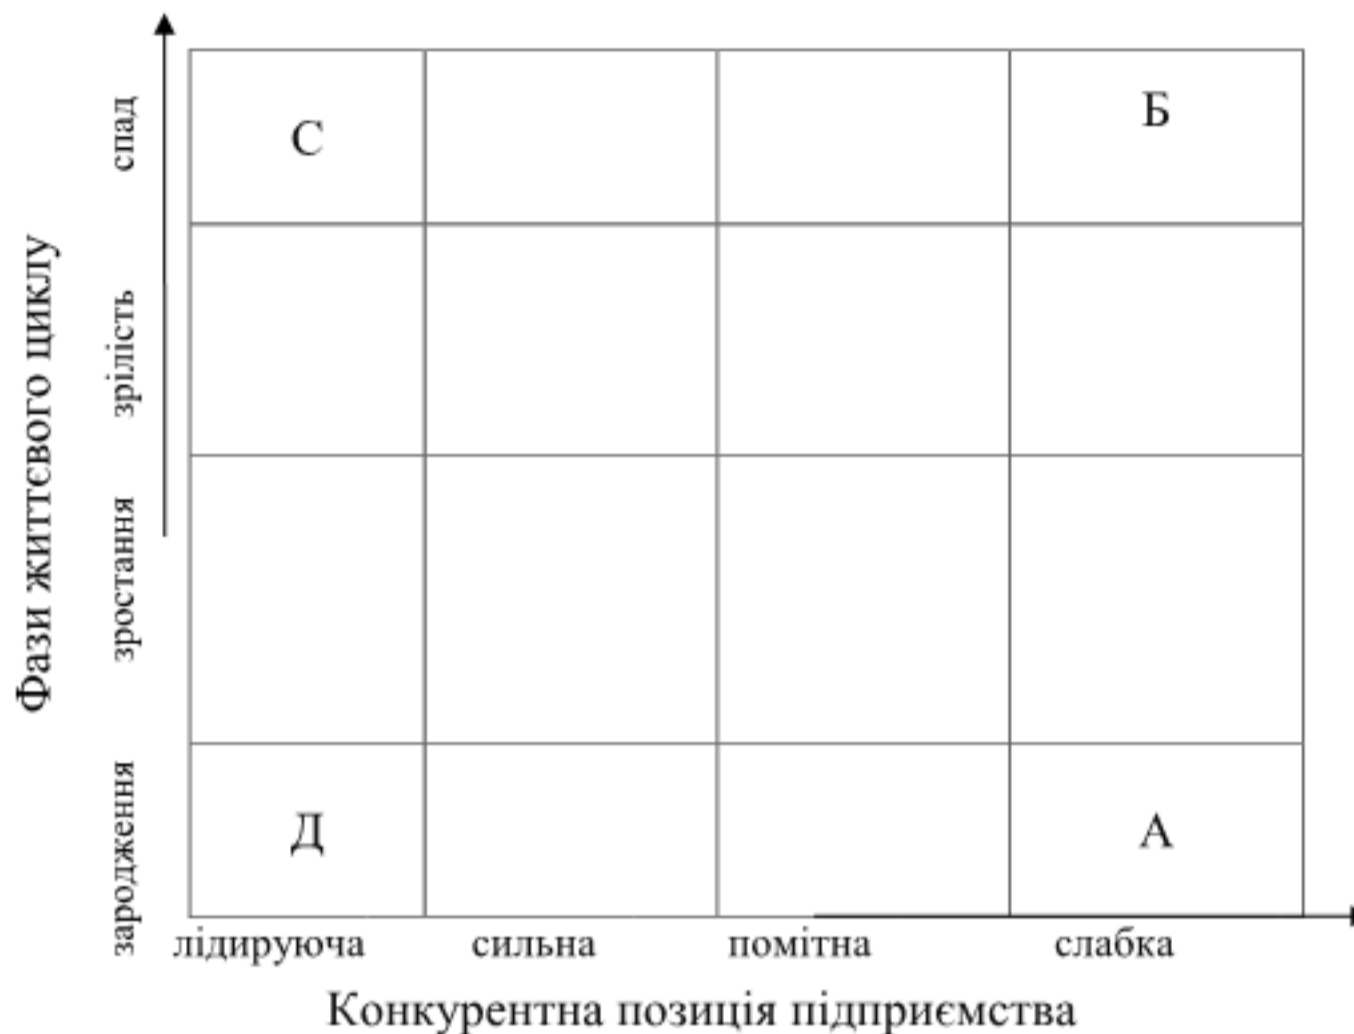 Фази життєвого циклу
спад
зрілість
зростання
зародження
С
Б
Д
А
лідируюча
сильна
помітна
слабка
Конкурентна позиція підприємства